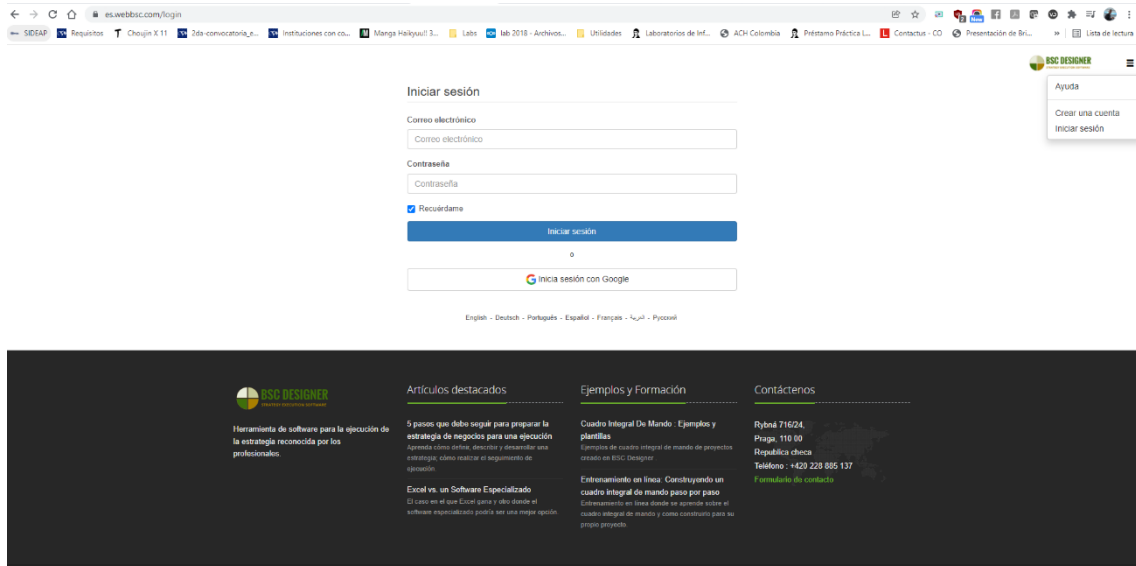 es.webbsc.com/login
SIDEAP
Requisitos
Choujin X 11
2da-convocatoria_e...
Instituciones con co...
Manga Haikyuu!! 3...
Labs
lab 2018 - Archivos...
Utilidades
Laboratorios de Inf...
ACH Colombia
Préstamo Práctica L...
Contactus - CO
Presentación de Bri...
»
Lista de lectura
BSC DESIGNER
Ayuda
Crear una cuenta
Iniciar sesión
Iniciar sesión
Correo electrónico
Correo electrónico
Contraseña
Contraseña
Recuérdame
Iniciar sesión
o
Inicia sesión con Google
English - Deutsch - Português - Español - Français - العربية - Русский
BSC DESIGNER
STRATEGY EXECUTION SOFTWARE
Herramienta de software para la ejecución de
la estrategia reconocida por los
profesionales.
Artículos destacados
5 pasos que debe seguir para preparar la
estrategia de negocios para una ejecución
Aprenda cómo definir, describir y desarrollar una
estrategia; cómo realizar el seguimiento de
ejecución.
Excel vs. un Software Especializado
El caso en el que Excel gana y otro donde el
software especializado podría ser una mejor opción.
Ejemplos y Formación
Cuadro Integral De Mando : Ejemplos y
plantillas
Ejemplos de cuadro integral de mando de proyectos
creado en BSC Designer.
Entrenamiento en línea: Construyendo un
cuadro integral de mando paso por paso
Entrenamiento en línea donde se aprende sobre el
cuadro integral de mando y como construirlo para su
propio proyecto.
Contáctenos
Rybná 716/24,
Praga, 110 00
Republica checa
Teléfono : +420 228 885 137
Formulario de contacto